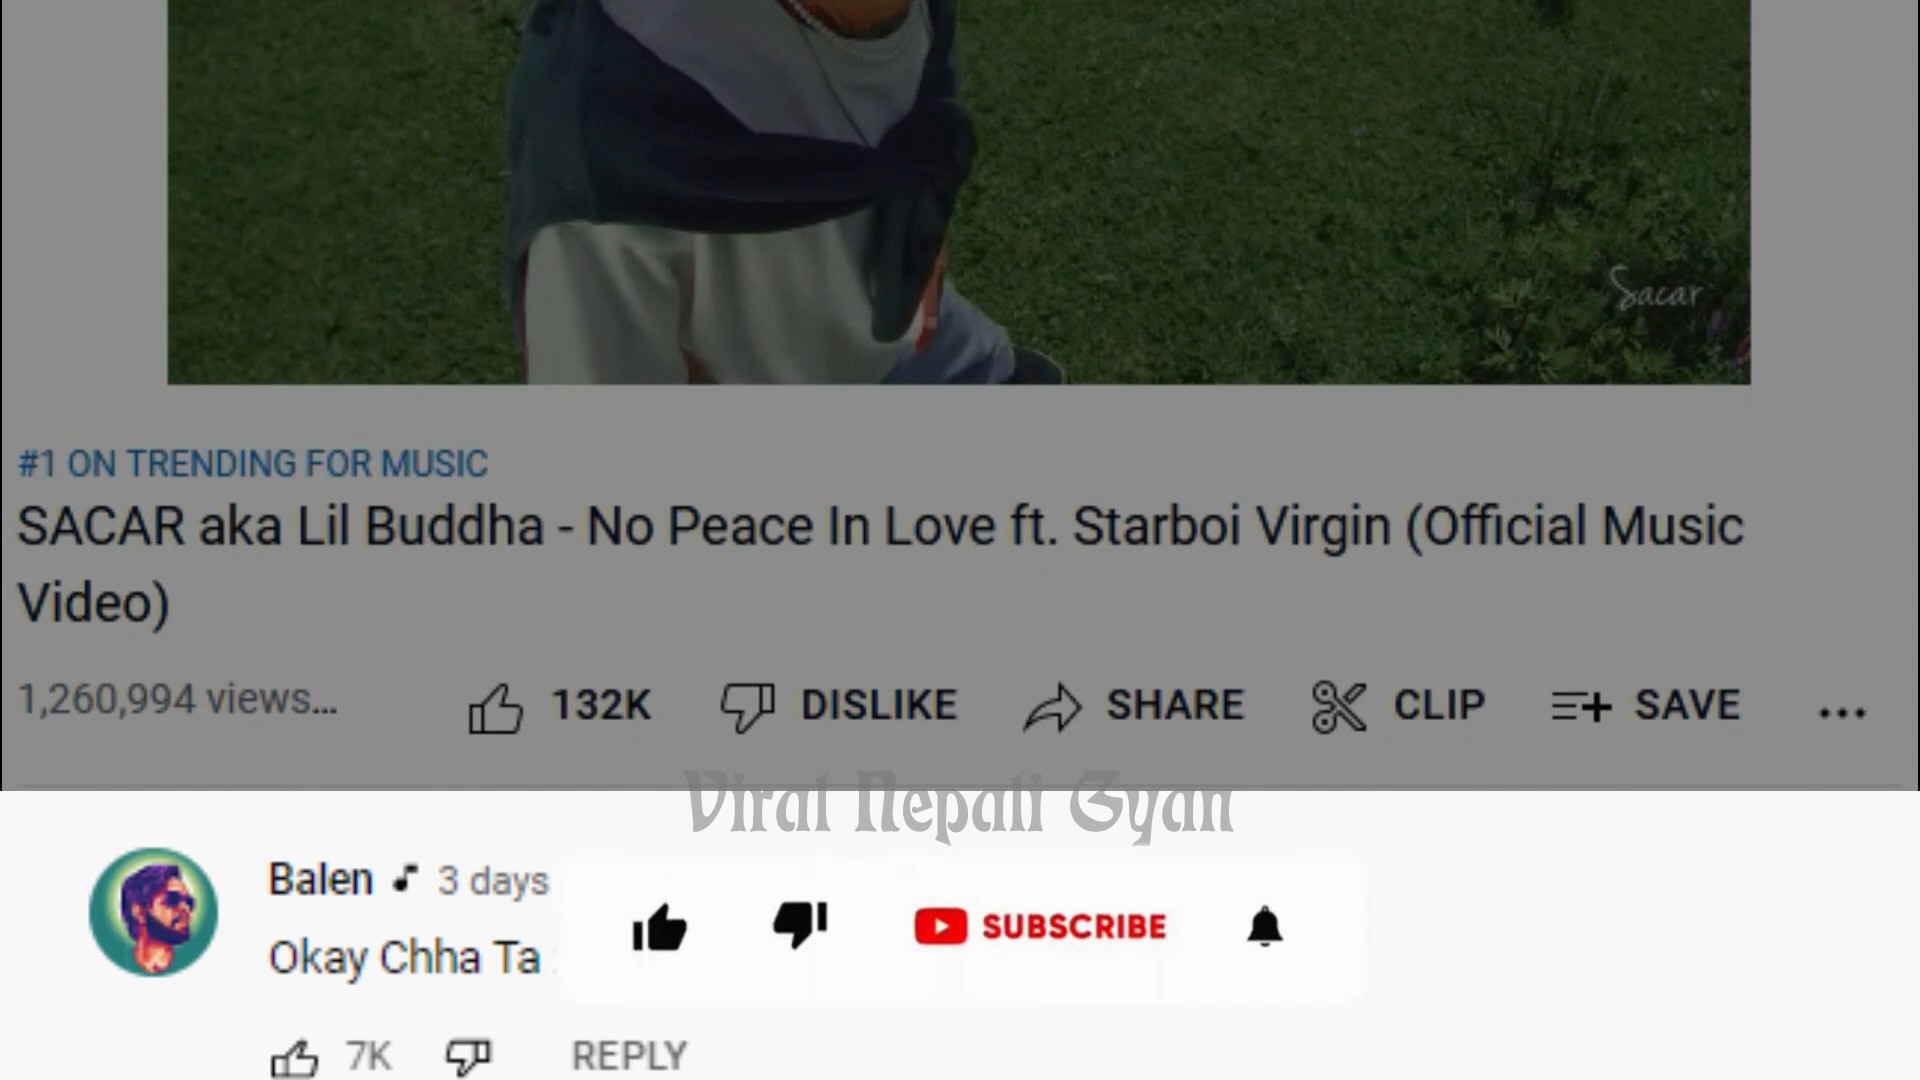 Sacar
#1 ON TRENDING FOR MUSIC
SACAR aka Lil Buddha - No Peace In Love ft. Starboi Virgin (Official Music
Video)
1,260,994 views...
132K
DISLIKE
SHARE
CLIP
SAVE
Viral Nepali Gyan
Balen 3 days
Okay Chha Ta
SUBSCRIBE
7K
REPLY